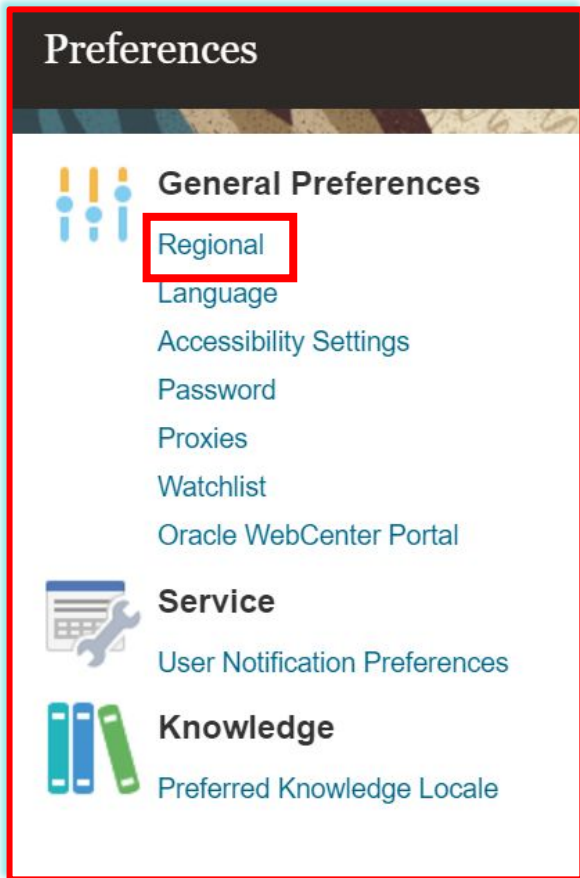 Preferences
General Preferences
Regional
Language
Accessibility Settings
Password
Proxies
Watchlist
Oracle WebCenter Portal
Service
User Notification Preferences
Knowledge
Preferred Knowledge Locale